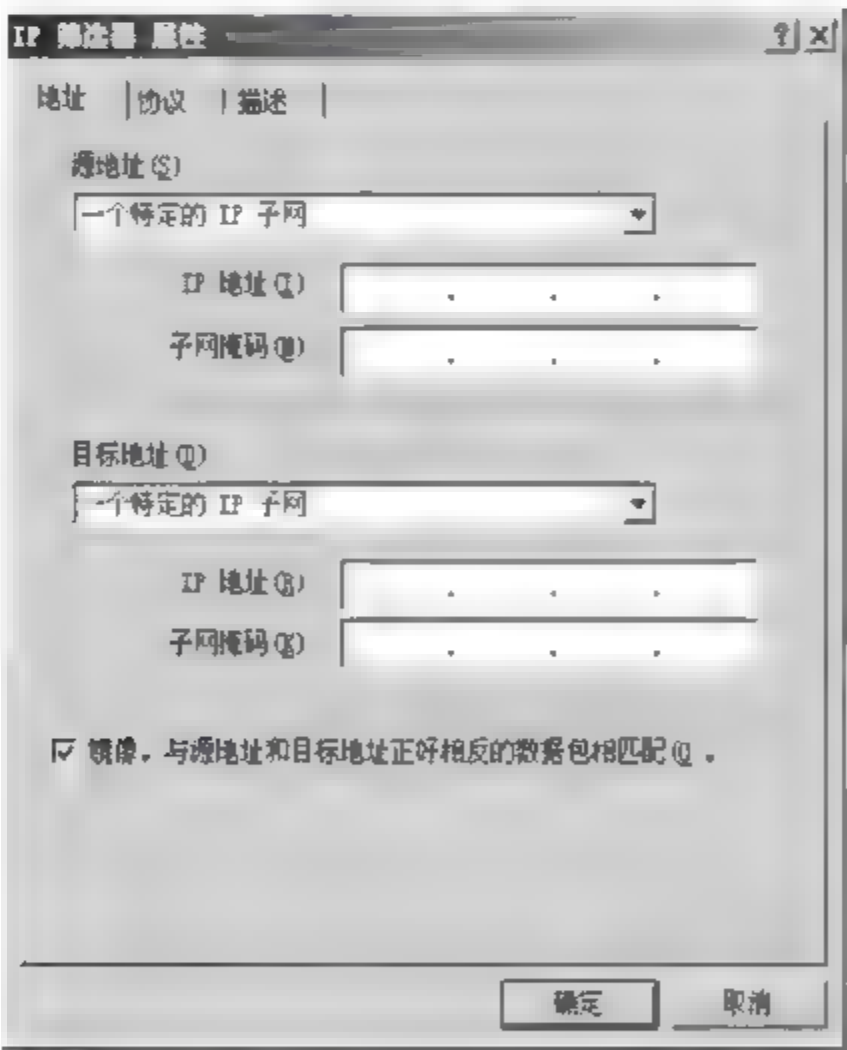 IP 筛选器 属性
地址 协议 描述
源地址(S)
一个特定的 IP 子网
IP 地址(I)
子网掩码(M)
目标地址(D)
一个特定的 IP 子网
IP 地址(R)
子网掩码(K)
镜像。与源地址和目标地址正好相反的数据包相匹配(O)。
确定 取消